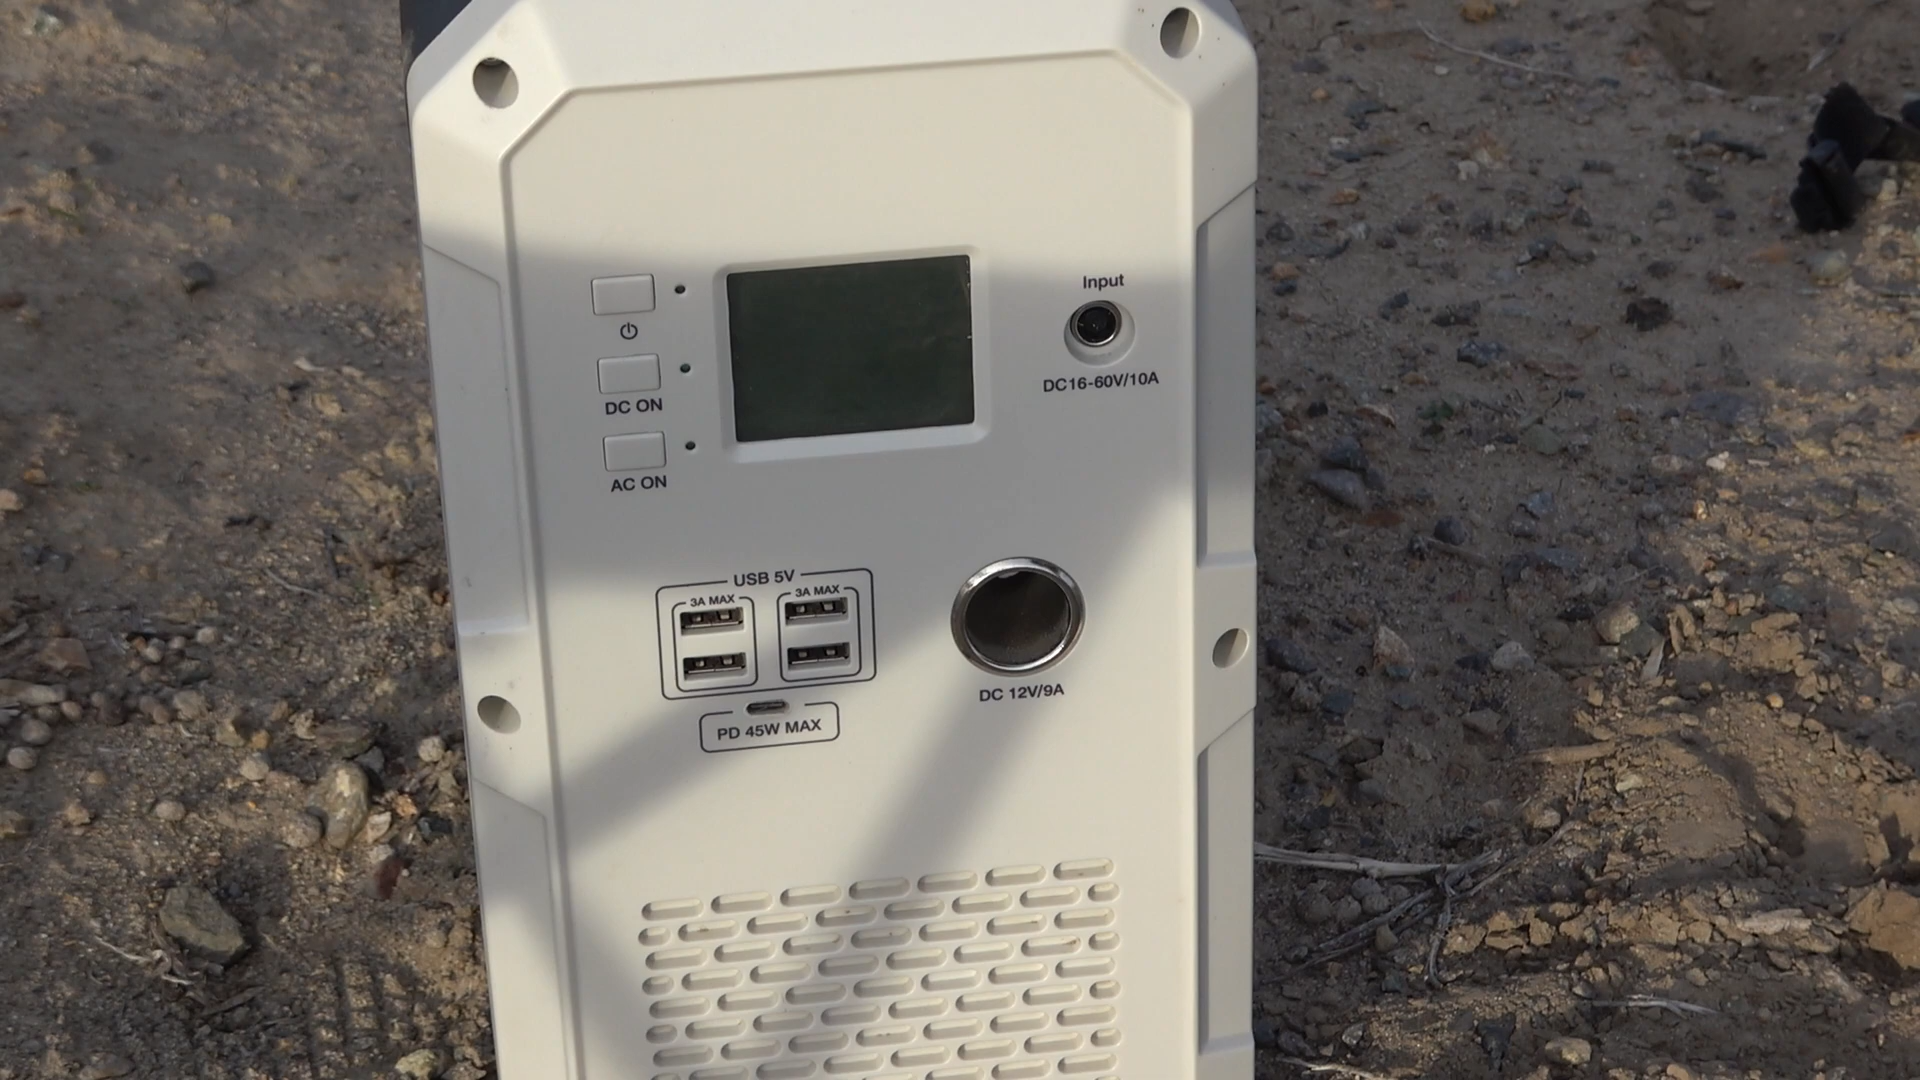 Input
DC16-60V/10A
DC ON
AC ON
USB 5V
3A MAX
3A MAX
PD 45W MAX
DC 12V/9A